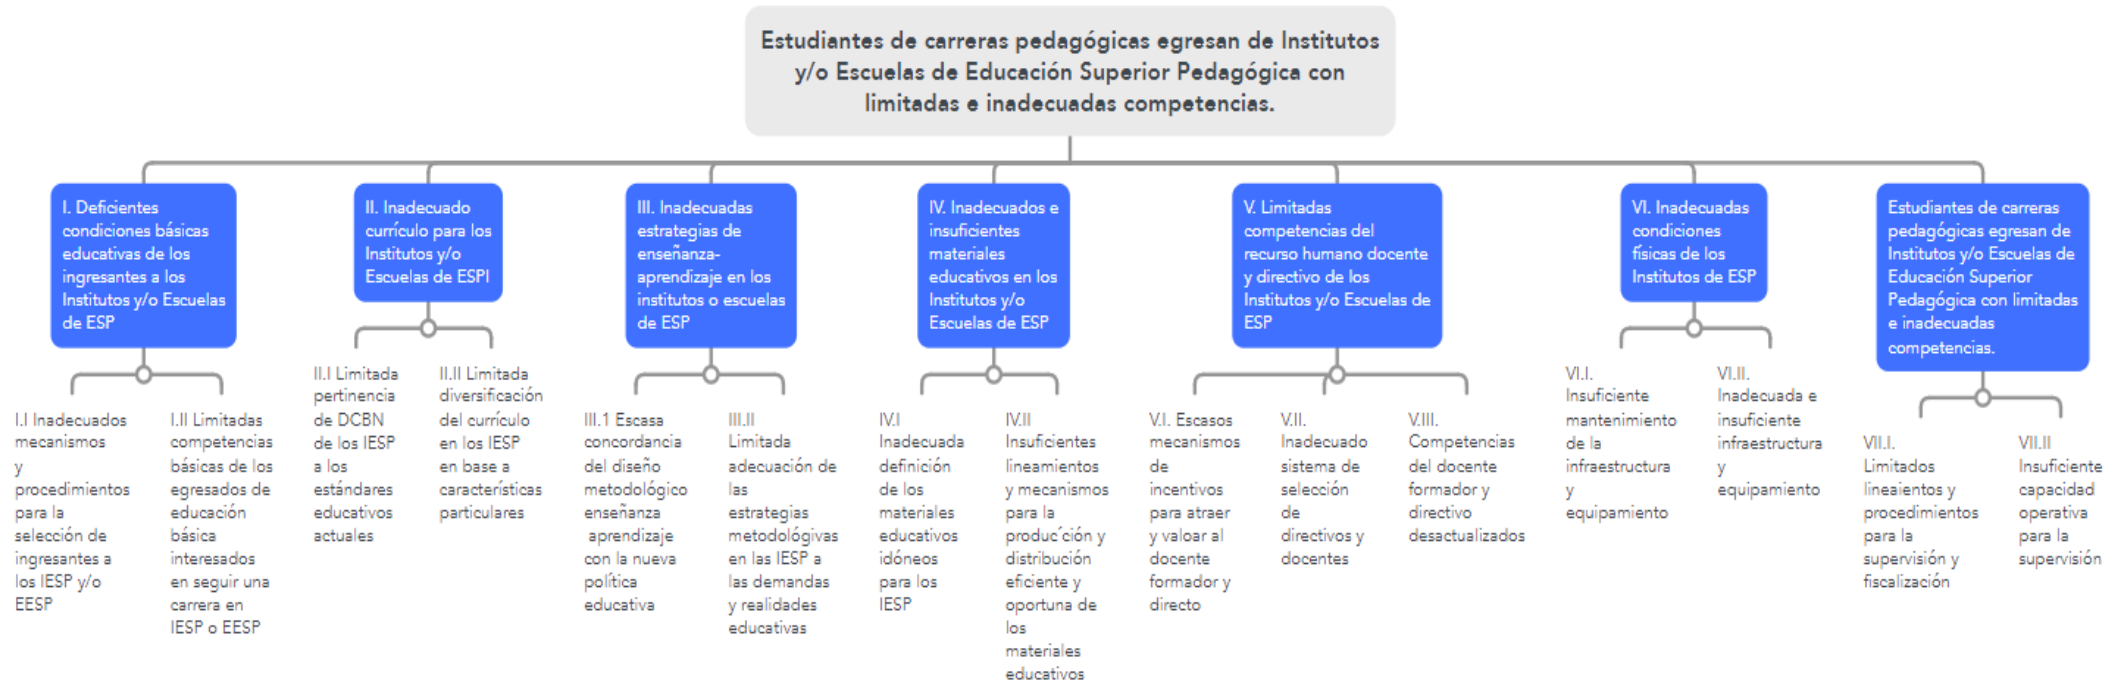 Estudiantes de carreras pedagógicas egresan de Institutos
y/o Escuelas de Educación Superior Pedagógica con
limitadas e inadecuadas competencias.
I. Deficientes
condiciones básicas
educativas de los
ingresantes a los
Institutos y/o Escuelas
de ESP
II. Inadecuado
currículo para los
Institutos y/o
Escuelas de ESPI
III. Inadecuadas
estrategias de
enseñanza-
aprendizaje en los
institutos o escuelas
de ESP
IV. Inadecuados e
insuficientes
materiales
educativos en los
Institutos y/o
Escuelas de ESP
V. Limitadas
competencias del
recurso humano docente
y directivo de los
Institutos y/o Escuelas de
ESP
VI. Inadecuadas
condiciones
físicas de los
Institutos de ESP
Estudiantes de carreras
pedagógicas egresan de
Institutos y/o Escuelas de
Educación Superior
Pedagógica con limitadas
e inadecuadas
competencias.
I.I Inadecuados
mecanismos
y
procedimientos
para la
selección de
ingresantes a
los IESP y/o
EESP
I.II Limitadas
competencias
básicas de los
egresados de
educación
básica
interesados
en seguir una
carrera en
IESP o EESP
II.I Limitada
pertinencia
de DCBN
de los IESP
a los
estándares
educativos
actuales
II.II Limitada
diversificación
del currículo
en los IESP
en base a
características
particulares
III.1 Escasa
concordancia
del diseño
metodológico
enseñanza
aprendizaje
con la nueva
política
educativa
III.II
Limitada
adecuación de
las
estrategias
metodológivas
en las IESP a
las demandas
y realidades
educativas
IV.I
Inadecuada
definición
de los
materiales
educativos
idóneos
para los
IESP
IV.II
Insuficientes
lineamientos
y mecanismos
para la
produc´ción y
distribución
eficiente y
oportuna de
los
materiales
educativos
V.I. Escasos
mecanismos
de
incentivos
para atraer
y valoar al
docente
formador y
directo
V.II.
Inadecuado
sistema de
selección
de
directivos y
docentes
V.III.
Competencias
del docente
formador y
directivo
desactualizados
VI.I.
Insuficiente
mantenimiento
de la
infraestructura
y
equipamiento
VI.II.
Inadecuada e
insuficiente
infraestructura
y
equipamiento
VII.I.
Limitados
lineaientos y
procedimientos
para la
supervisión y
fiscalización
VII.II
Insuficiente
capacidad
operativa
para la
supervisión